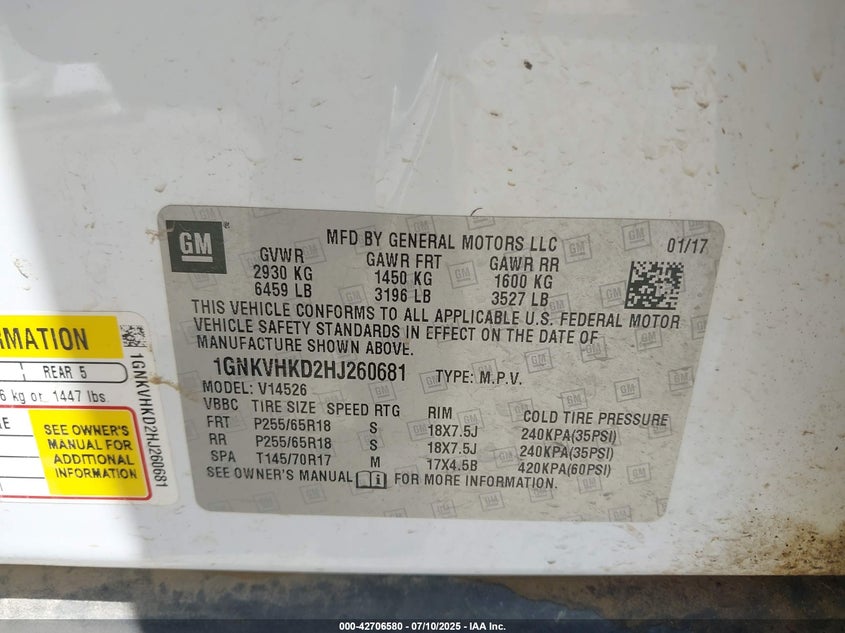 GM
MFD BY GENERAL MOTORS LLC 01/17
GVWR GAWR FRT GAWR RR
2930 KG 1450 KG 1600 KG
6459 LB 3196 LB 3527 LB
THIS VEHICLE CONFORMS TO ALL APPLICABLE U.S. FEDERAL MOTOR
VEHICLE SAFETY STANDARDS IN EFFECT ON THE DATE OF
MANUFACTURE SHOWN ABOVE.
1GNKVHKD2HJ260681 TYPE: M.P.V.
MODEL: V14526
VBBC TIRE SIZE SPEED RTG RIM COLD TIRE PRESSURE
FRT P255/65R18 S 18X7.5J 240KPA(35PSI)
RR P255/65R18 S 18X7.5J 240KPA(35PSI)
SPA T145/70R17 M 17X4.5B 420KPA(60PSI)
SEE OWNER'S MANUAL FOR MORE INFORMATION.
REAR 5
kg or 1447 lbs.
SEE OWNER'S
MANUAL FOR
ADDITIONAL
INFORMATION
1GNKVHKD2HJ260681
000-42706580 / 07/10/2025 - IAA Inc.